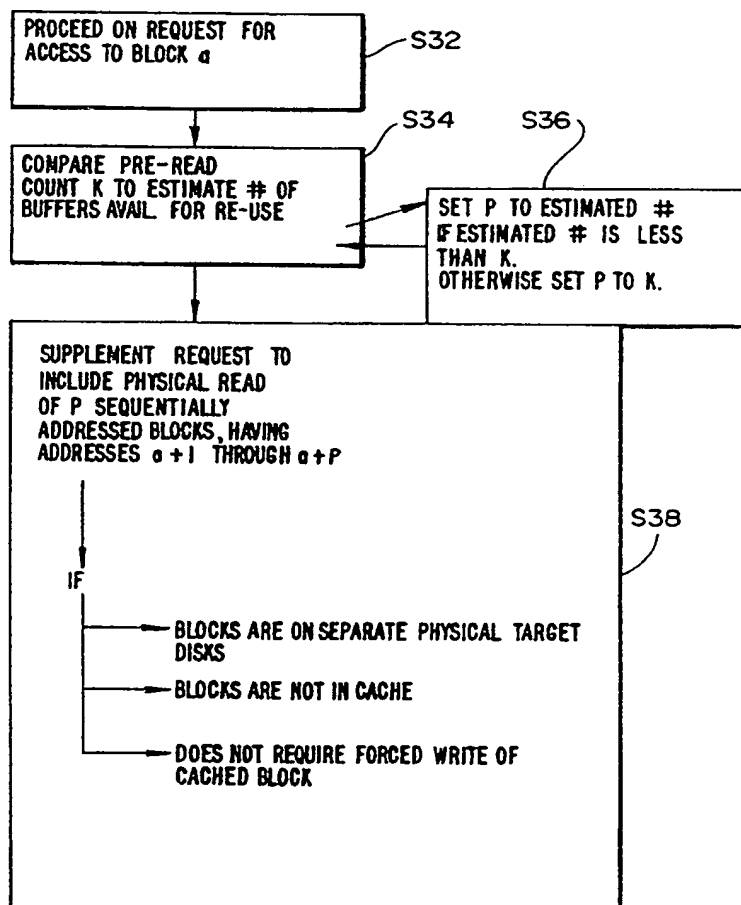 PROCEED ON REQUEST FOR
ACCESS TO BLOCK a
S32
S34
COMPARE PRE-READ
COUNT K TO ESTIMATE # OF
BUFFERS AVAIL. FOR RE-USE
S36
SET P TO ESTIMATED #
IF ESTIMATED # IS LESS
THAN K.
OTHERWISE SET P TO K.
SUPPLEMENT REQUEST TO
INCLUDE PHYSICAL READ
OF P SEQUENTIALLY
ADDRESSED BLOCKS, HAVING
ADDRESSES a+1 THROUGH a+P
S38
IF
BLOCKS ARE ON SEPARATE PHYSICAL TARGET
DISKS
BLOCKS ARE NOT IN CACHE
DOES NOT REQUIRE FORCED WRITE OF
CACHED BLOCK